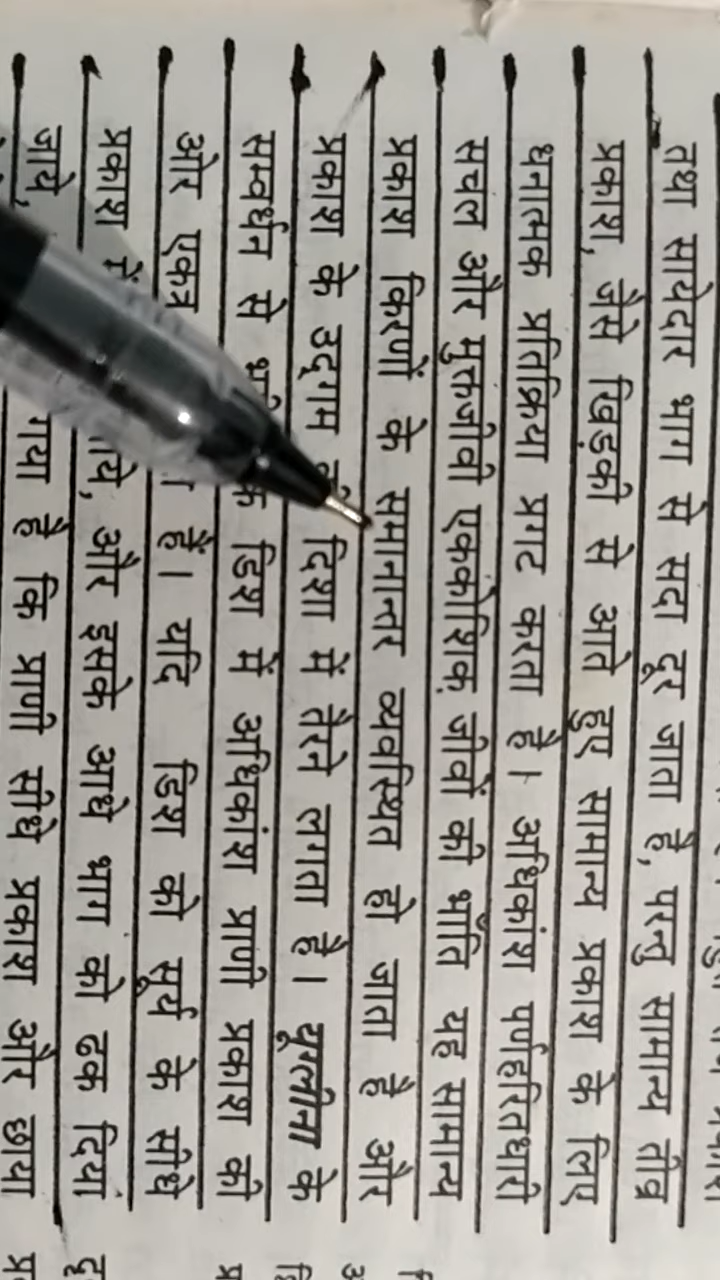 तथा सायेदार भाग से सदा दूर जाता है, परन्तु सामान्य तीव्र
प्रकाश, जैसे खिड़की से आते हुए सामान्य प्रकाश के लिए
धनात्मक प्रतिक्रिया प्रगट करता है। अधिकांश पर्णहरितधारी
सचल और मुक्तजीवी एककोशिक जीवों की भाँति यह सामान्य
प्रकाश किरणों के समानान्तर व्यवस्थित हो जाता है और
प्रकाश के उद्गम दिशा में तैरने लगता है। यूग्लीना के
सम्वर्धन से डिश में अधिकांश प्राणी प्रकाश की
और एकत्र हैं। यदि डिश को सूर्य के सीधे
प्रकाश में और इसके आधे भाग को ढक दिया
जाये, गया है कि प्राणी सीधे प्रकाश और छाया